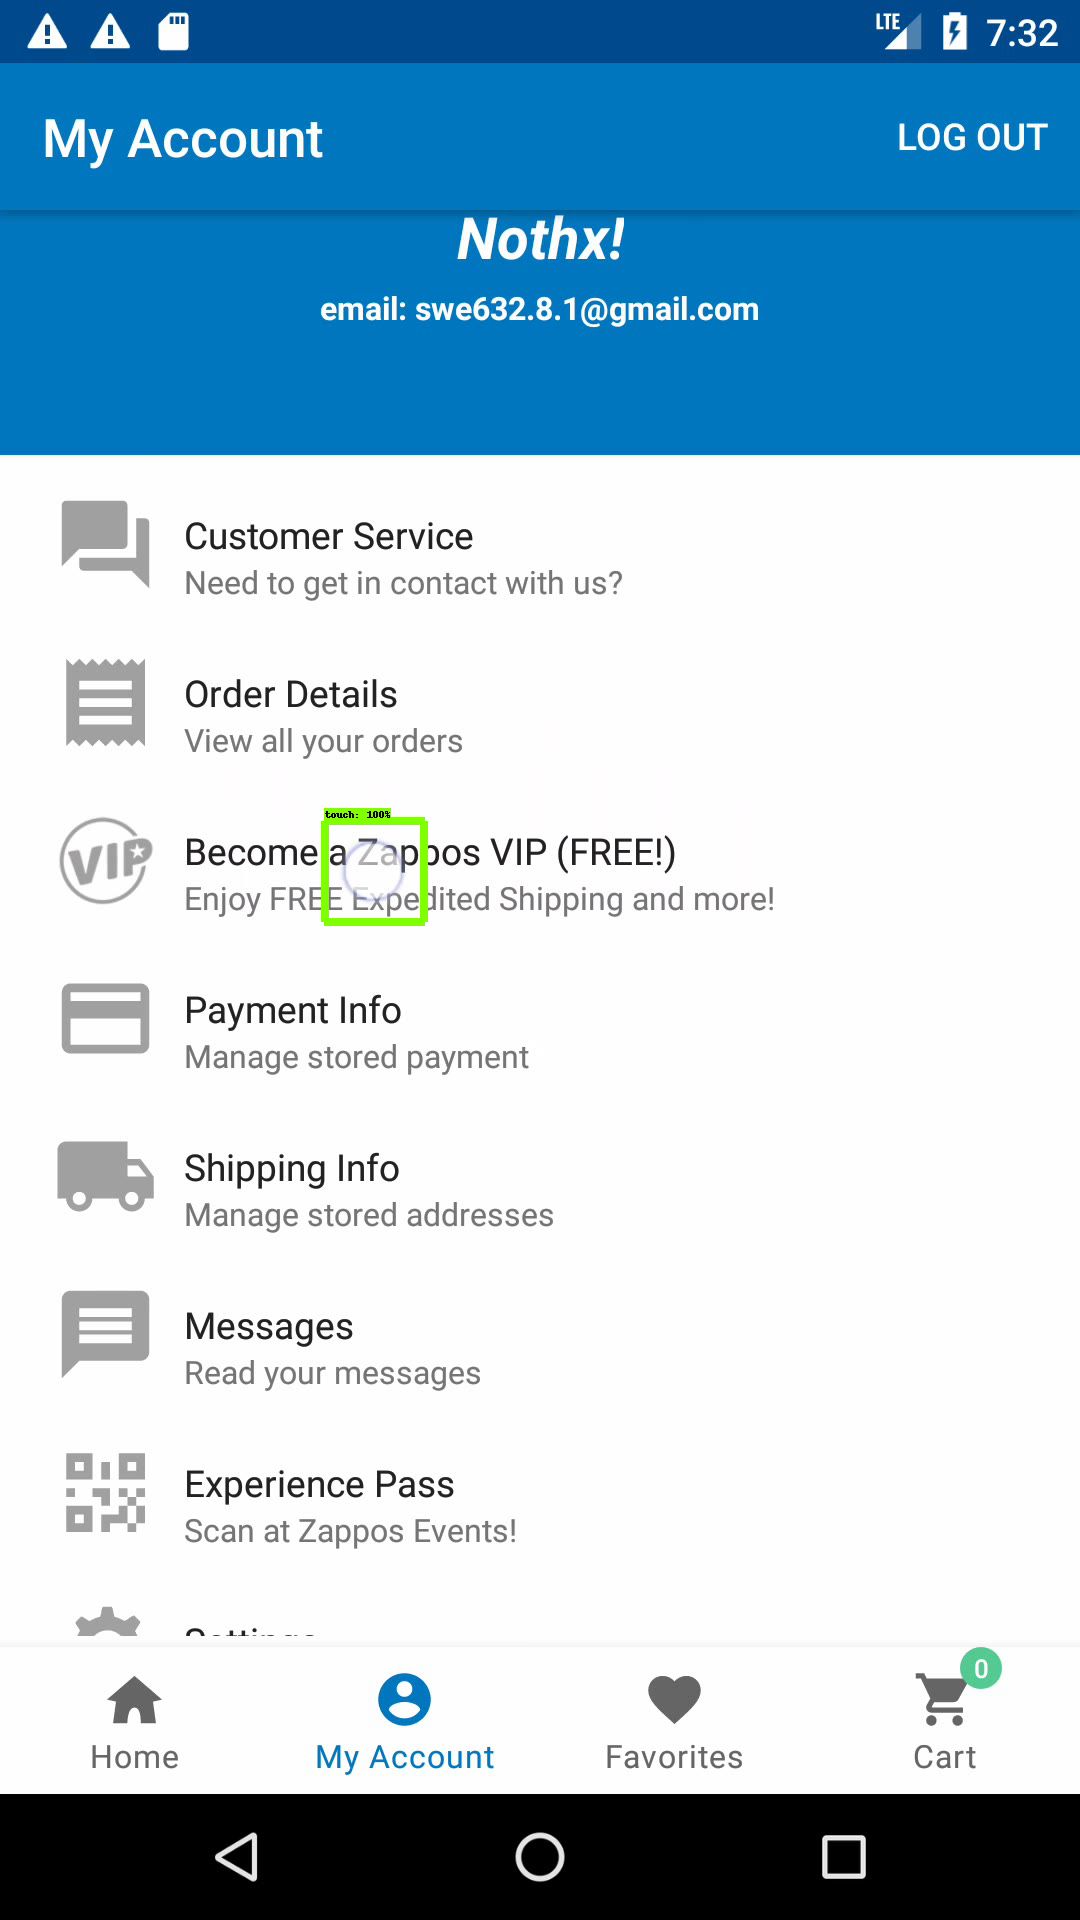 LTE 7:32
My Account LOG OUT
Nothx!
email: swe632.8.1@gmail.com
Customer Service
Need to get in contact with us?
Order Details
View all your orders
touch: 100%
VIP
Become a Zappos VIP (FREE!)
Enjoy FREE Expedited Shipping and more!
Payment Info
Manage stored payment
Shipping Info
Manage stored addresses
Messages
Read your messages
Experience Pass
Scan at Zappos Events!
Settings
0
Home My Account Favorites Cart